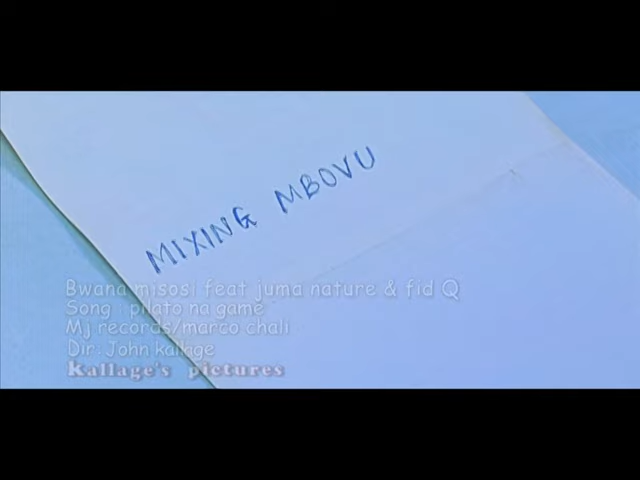 MIXING MBOVU
Bwana misosi feat juma nature & fid Q
Song : pilato na game
Mj records/marco chali
Dir: John kallage
Kallage's pictures